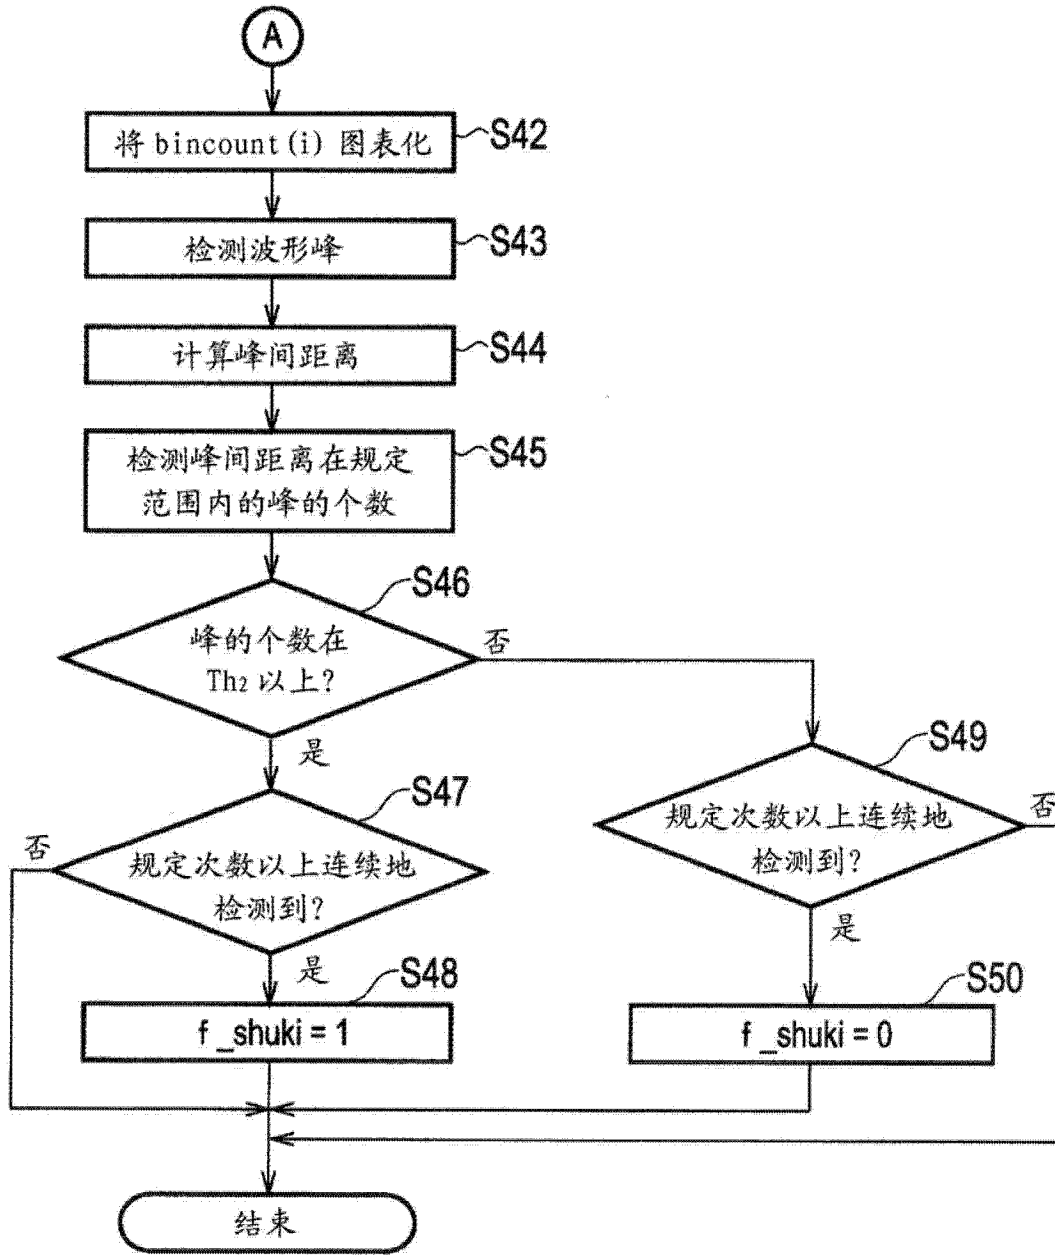 A
将 bincount(i) 图表化
S42
检测波形峰
S43
计算峰间距离
S44
检测峰间距离在规定
范围内的峰的个数
S45
S46
峰的个数在
Th₂ 以上？
否
是
S47
规定次数以上连续地
检测到？
否
是
S48
f_shuki = 1
S49
规定次数以上连续地
检测到？
否
是
S50
f_shuki = 0
结束